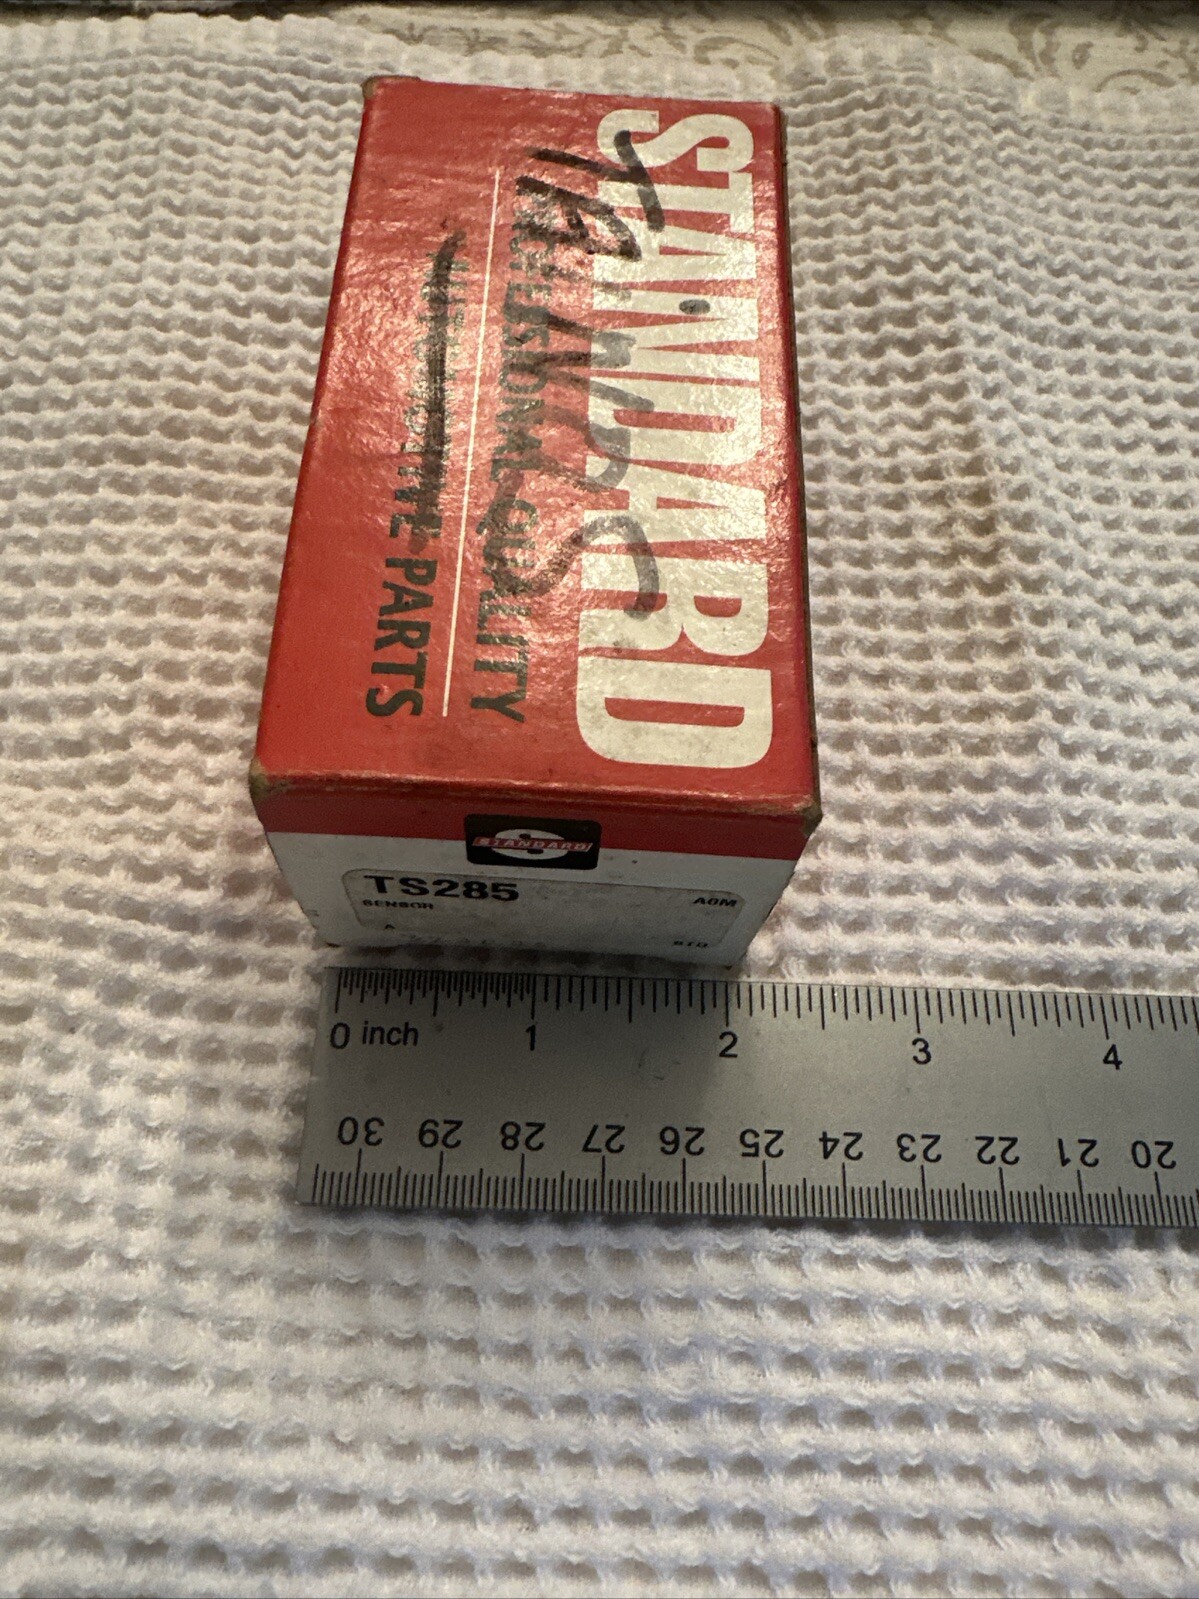 STANDARD
PROFESSIONAL QUALITY
AUTOMOTIVE PARTS
STANDARD
TS285
SENSOR
A0M
A
STD
0 inch 1 2 3 4
30 29 28 27 26 25 24 23 22 21 20